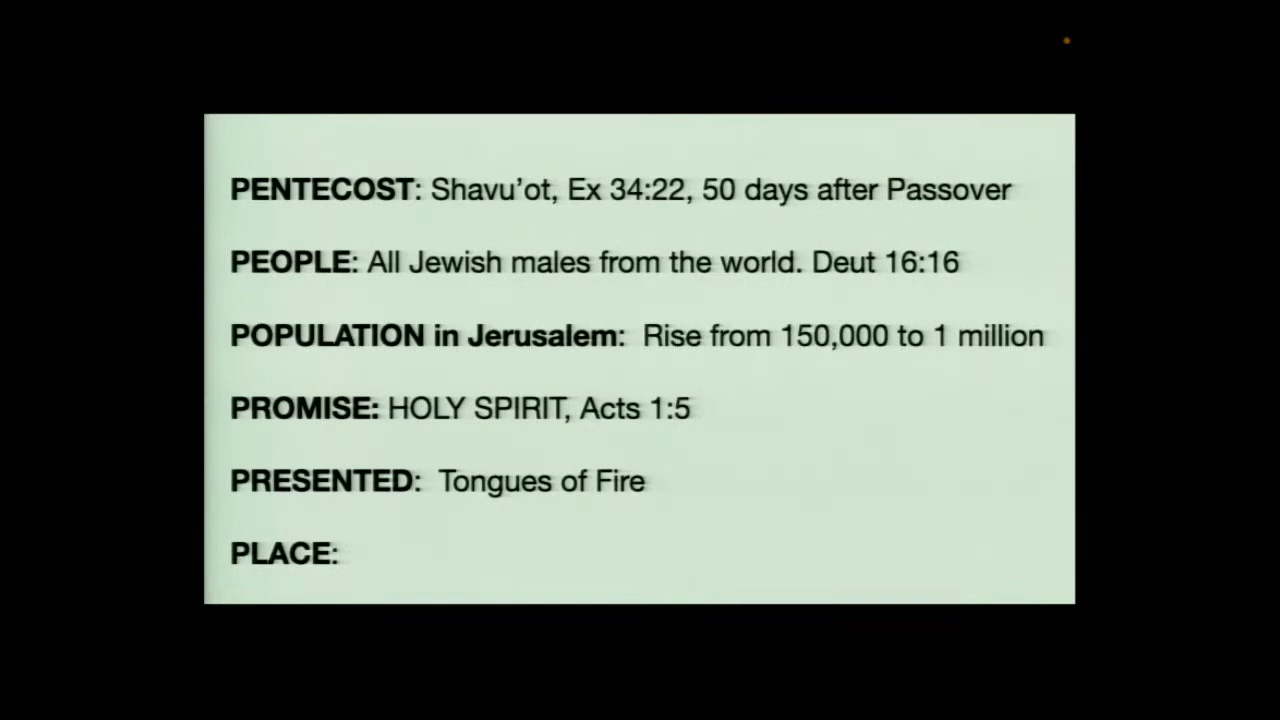 PENTECOST: Shavu’ot, Ex 34:22, 50 days after Passover
PEOPLE: All Jewish males from the world. Deut 16:16
POPULATION in Jerusalem: Rise from 150,000 to 1 million
PROMISE: HOLY SPIRIT, Acts 1:5
PRESENTED: Tongues of Fire
PLACE: